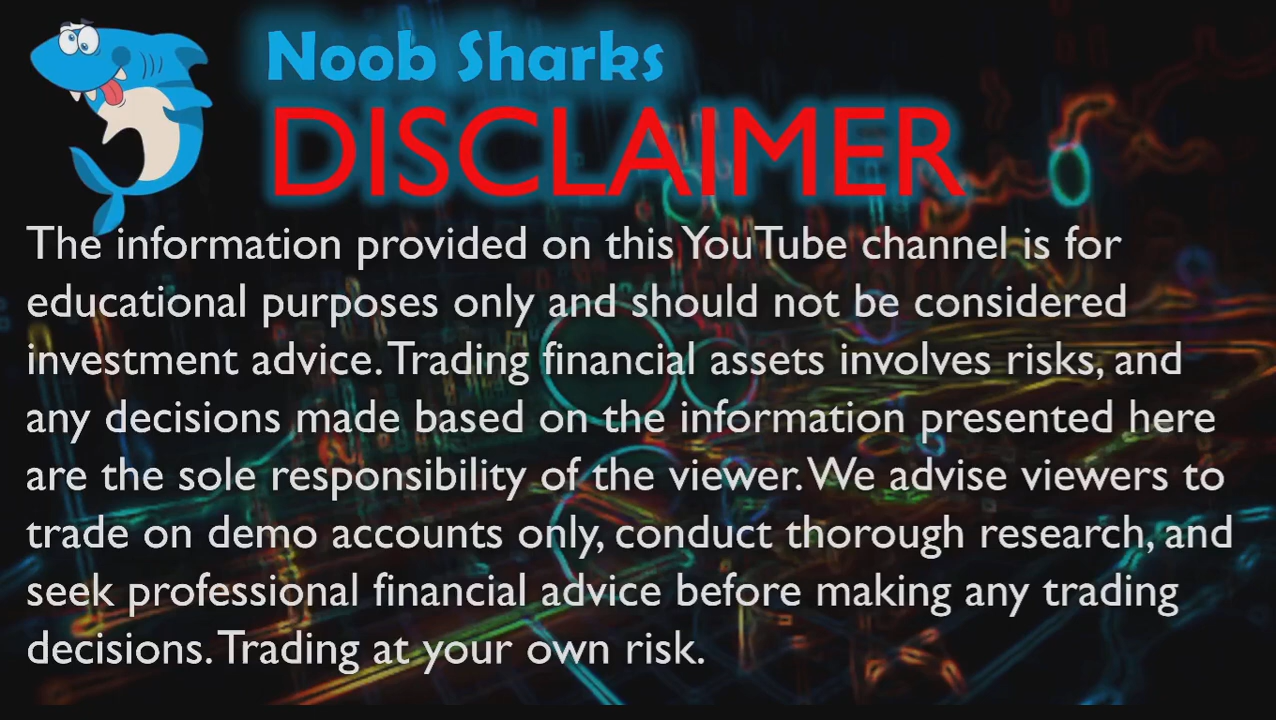 Noob Sharks
DISCLAIMER
The information provided on this YouTube channel is for
educational purposes only and should not be considered
investment advice. Trading financial assets involves risks, and
any decisions made based on the information presented here
are the sole responsibility of the viewer. We advise viewers to
trade on demo accounts only, conduct thorough research, and
seek professional financial advice before making any trading
decisions. Trading at your own risk.